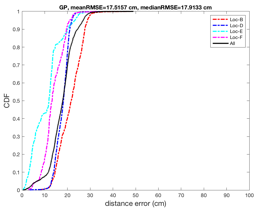 GP, meanRMSE=17.5157 cm, medianRMSE=17.9133 cm
1
0.9
0.8
0.7
0.6
0.5
0.4
0.3
0.2
0.1
0
CDF
Loc-B
Loc-D
Loc-E
Loc-F
All
0 10 20 30 40 50 60 70 80 90 100
distance error (cm)